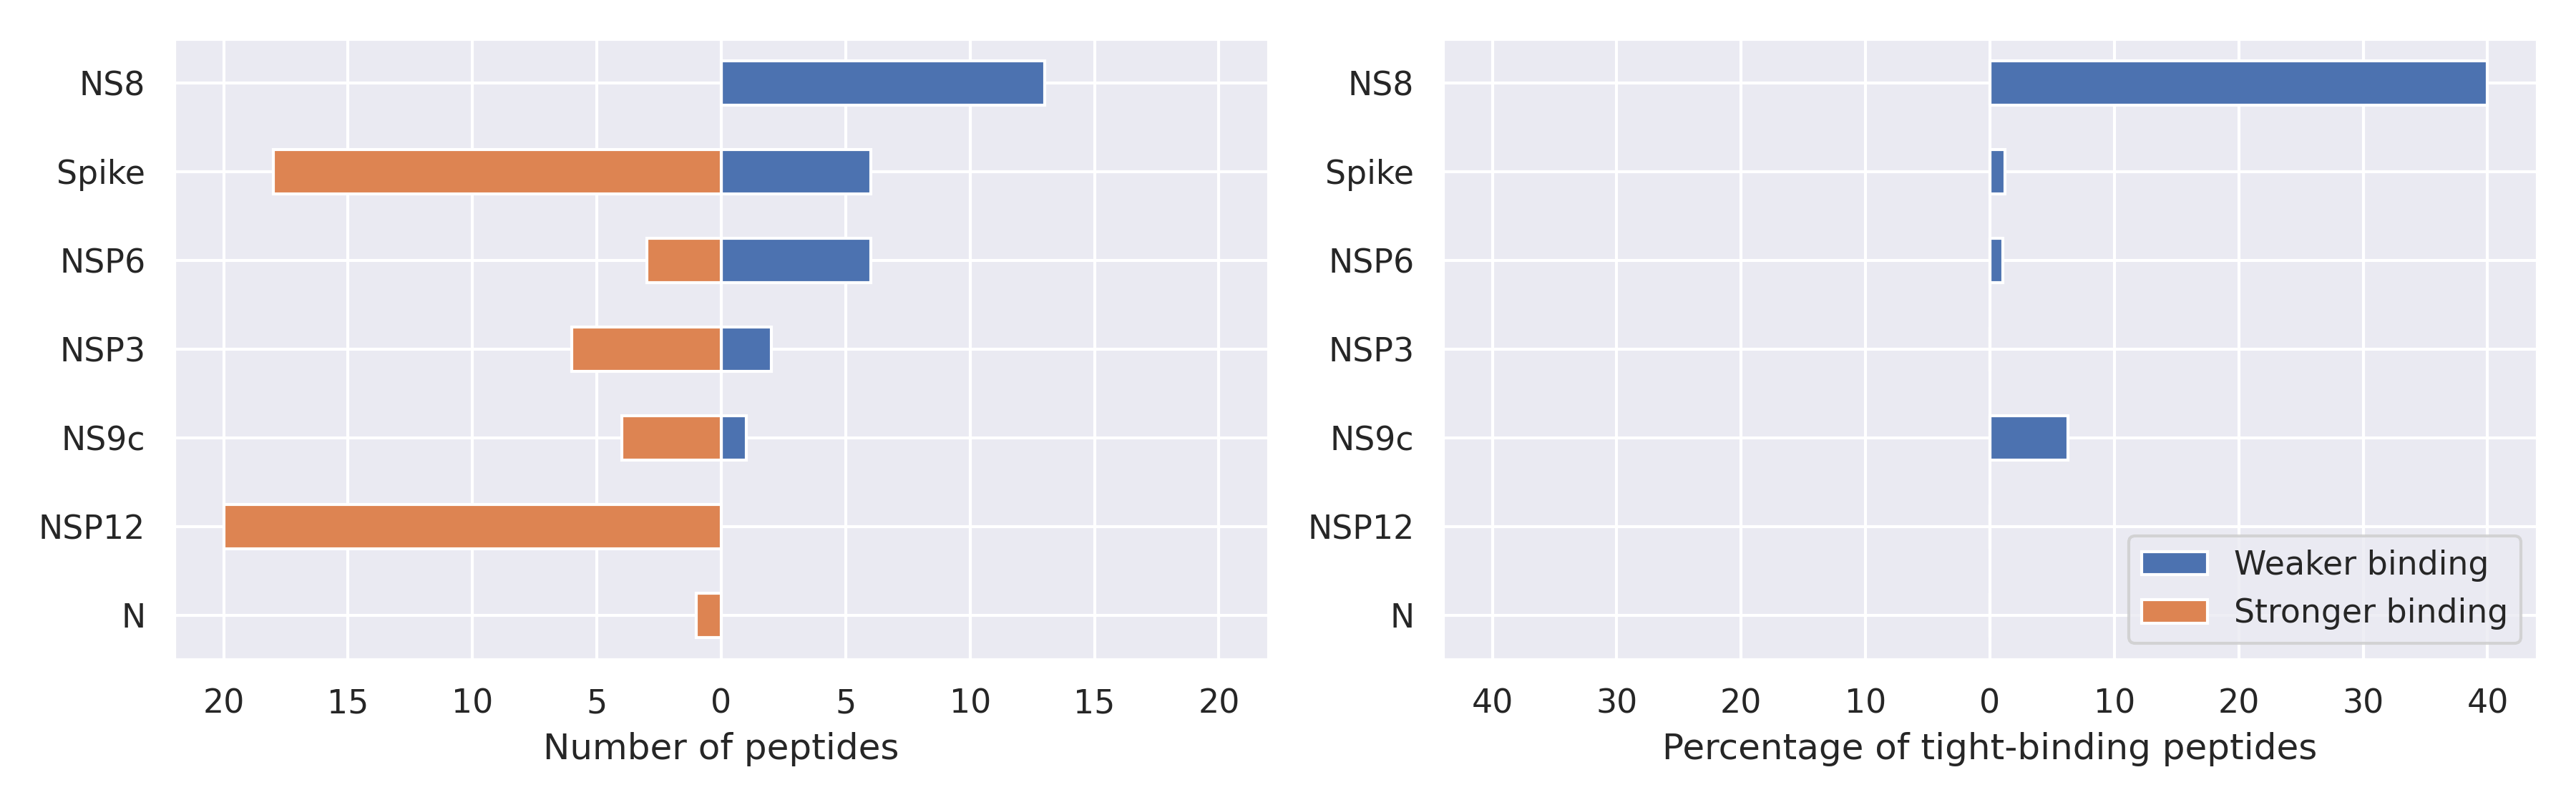 NS8
Spike
NSP6
NSP3
NS9c
NSP12
N
20 15 10 5 0 5 10 15 20
Number of peptides
NS8
Spike
NSP6
NSP3
NS9c
NSP12
N
40 30 20 10 0 10 20 30 40
Percentage of tight-binding peptides
Weaker binding
Stronger binding